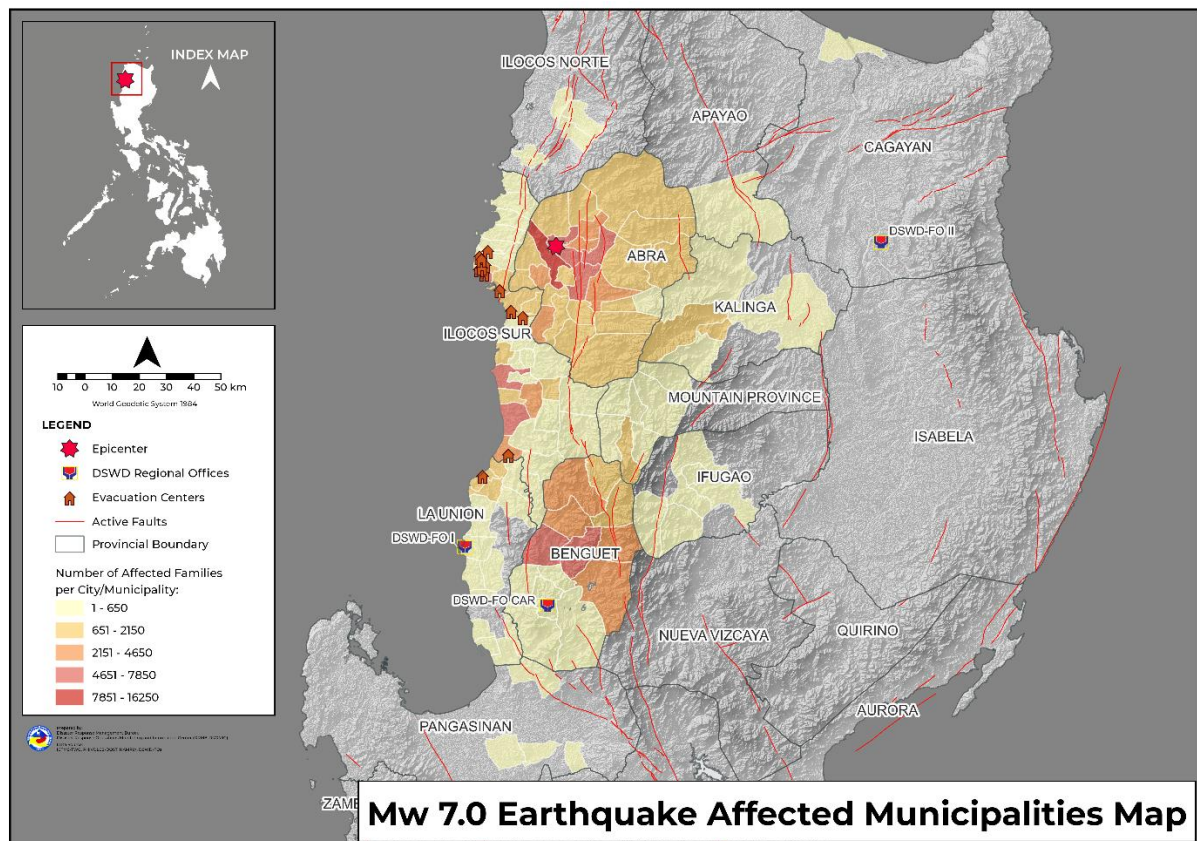 INDEX MAP
10 0 10 20 30 40 50 km
World Geodetic System 1984
LEGEND
Epicenter
DSWD Regional Offices
Evacuation Centers
Active Faults
Provincial Boundary
Number of Affected Families
per City/Municipality:
1 - 650
651 - 2150
2151 - 4650
4651 - 7850
7851 - 16250
ILOCOS NORTE
APAYAO
CAGAYAN
DSWD-FO II
ABRA
KALINGA
ILOCOS SUR
MOUNTAIN PROVINCE
ISABELA
IFUGAO
LA UNION
DSWD-FO I
BENGUET
DSWD-FO CAR
NUEVA VIZCAYA
QUIRINO
AURORA
PANGASINAN
ZAMB
Mw 7.0 Earthquake Affected Municipalities Map